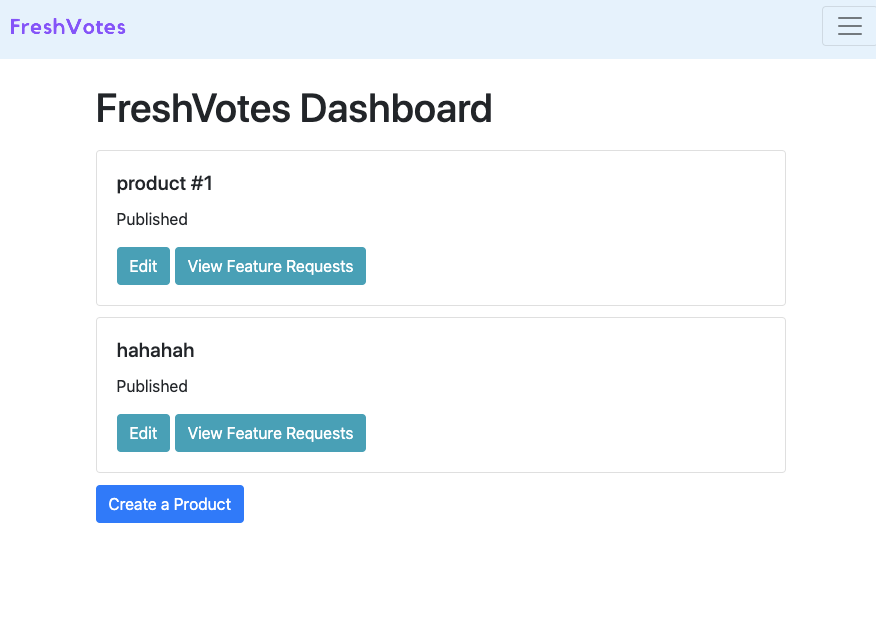 FreshVotes
FreshVotes Dashboard
product #1
Published
Edit View Feature Requests
hahahah
Published
Edit View Feature Requests
Create a Product